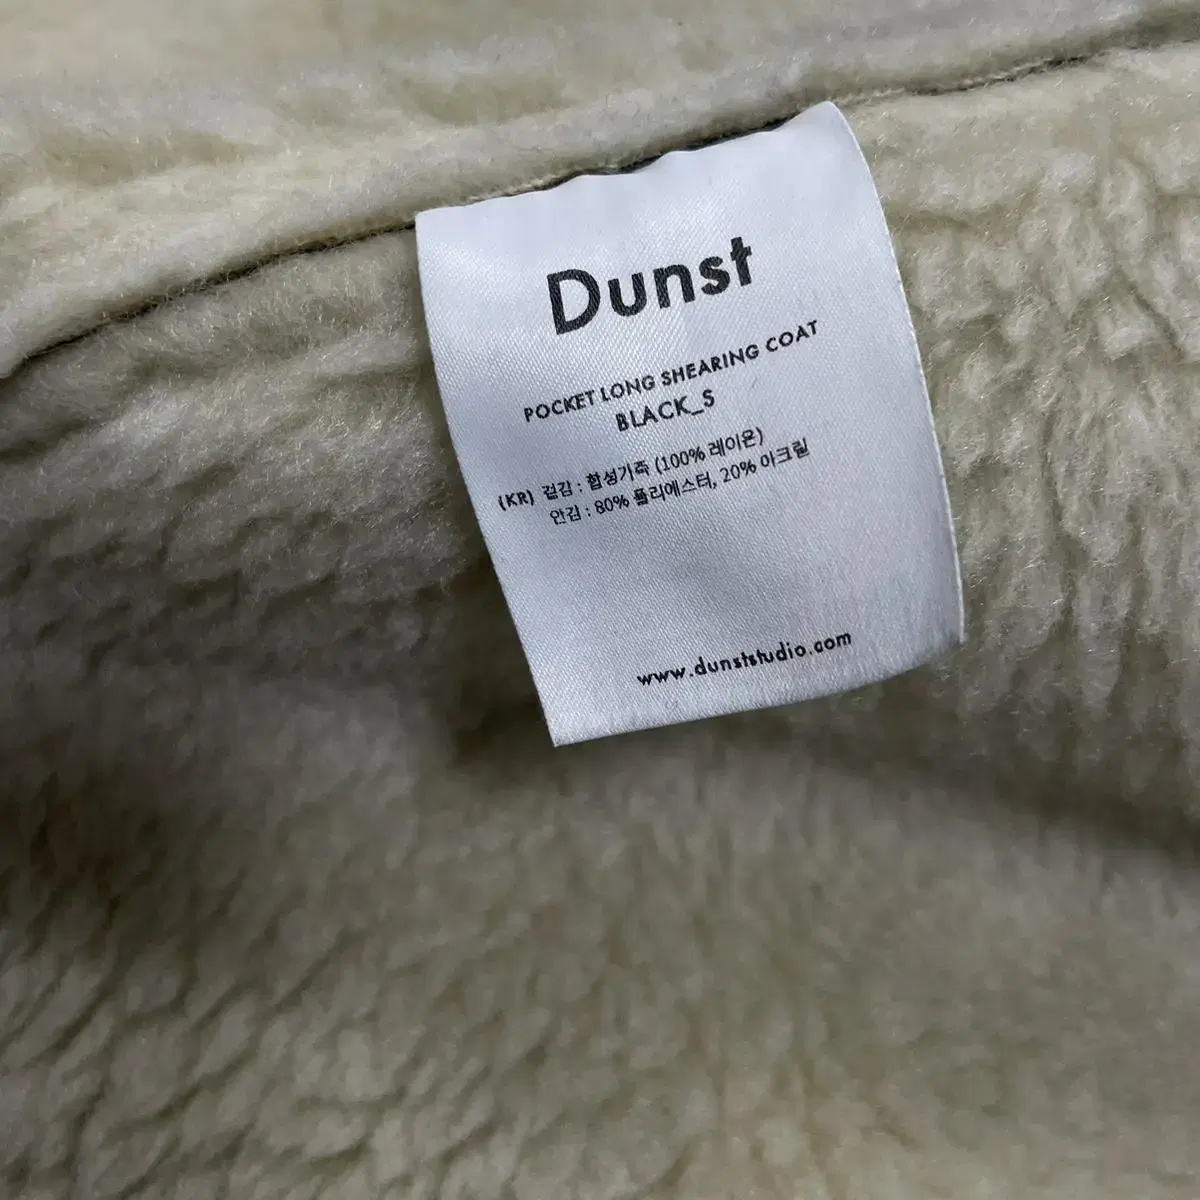 Dunst
POCKET LONG SHEARING COAT
BLACK_S
(KR) 겉감 : 합성가죽 (100% 레이온)
안감 : 80% 폴리에스터, 20% 아크릴
www.dunststudio.com